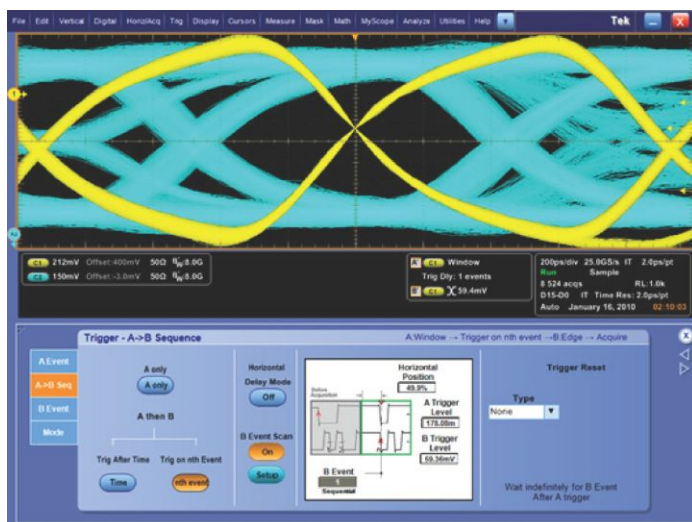 File Edit Vertical Digital Horiz/Acq Trig Display Cursors Measure Mask Math MyScope Analyze Utilities Help Tek
C1 212mV Offset:400mV 50Ω BW:8.0G
C2 150mV Offset:-3.0mV 50Ω BW:8.0G
A' C1 Window
Trig Dly: 1 events
B' C1 59.4mV
200ps/div 25.0GS/s IT 2.0ps/pt
Run Sample
8 524 acqs RL:1.0k
D15-D0 IT Time Res: 2.0ps/pt
Auto January 16, 2010 02:10:03
Trigger - A->B Sequence
A:Window → Trigger on nth event →B:Edge → Acquire
A Event
A->B Seq
B Event
Mode
A only
A only
A then B
Trig After Time Trig on nth Event
Time nth event
Horizontal
Delay Mode
Off
B Event Scan
On
Setup
Before
Acquisition
Horizontal
Position
49.9%
A Trigger
Level
B Trigger
Level
B Event
1
Sequential
Trigger Reset
Type
None
Wait indefinitely for B Event
After A trigger